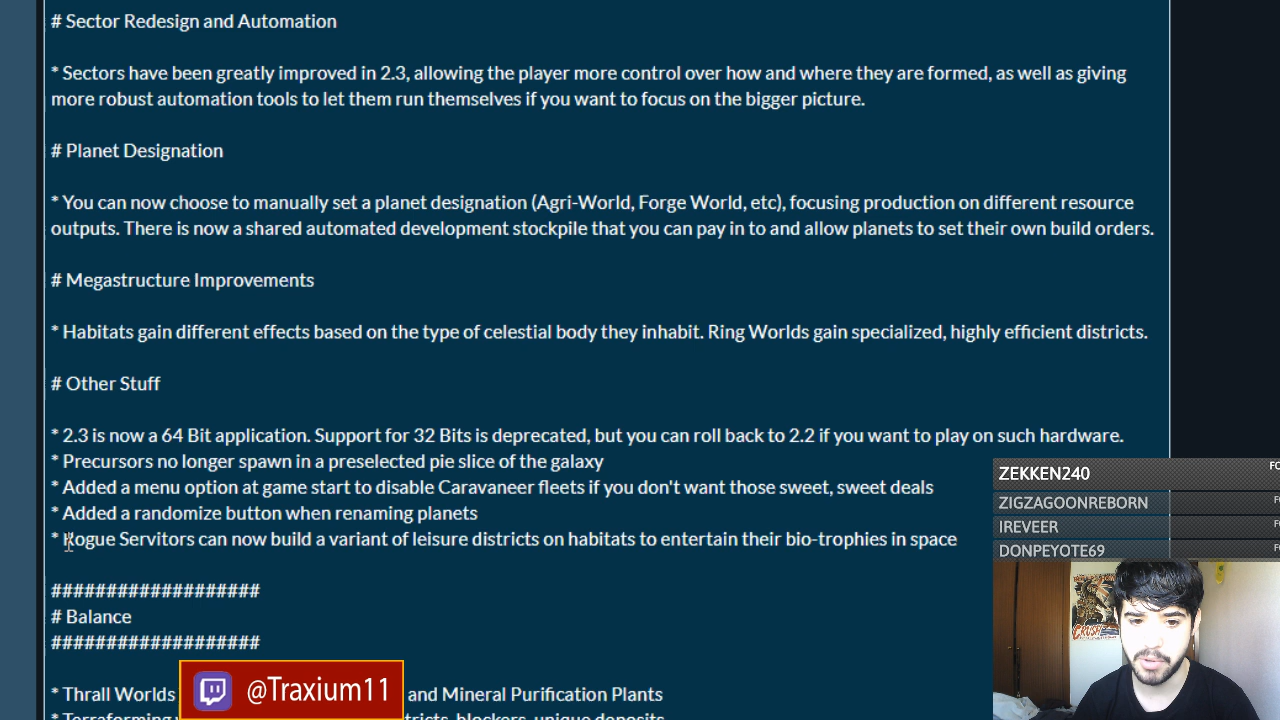 # Sector Redesign and Automation
* Sectors have been greatly improved in 2.3, allowing the player more control over how and where they are formed, as well as giving
more robust automation tools to let them run themselves if you want to focus on the bigger picture.
# Planet Designation
* You can now choose to manually set a planet designation (Agri-World, Forge World, etc), focusing production on different resource
outputs. There is now a shared automated development stockpile that you can pay in to and allow planets to set their own build orders.
# Megastructure Improvements
* Habitats gain different effects based on the type of celestial body they inhabit. Ring Worlds gain specialized, highly efficient districts.
# Other Stuff
* 2.3 is now a 64 Bit application. Support for 32 Bits is deprecated, but you can roll back to 2.2 if you want to play on such hardware.
* Precursors no longer spawn in a preselected pie slice of the galaxy
* Added a menu option at game start to disable Caravaneer fleets if you don't want those sweet, sweet deals
* Added a randomize button when renaming planets
* Rogue Servitors can now build a variant of leisure districts on habitats to entertain their bio-trophies in space
###################
# Balance
###################
* Thrall Worlds and Mineral Purification Plants
* Terraforming districts, blockers, unique deposits
@Traxium11
ZEKKEN240
FO
ZIGZAGOONREBORN
FO
IREVEER
FO
DONPEYOTE69
FO
CRASH